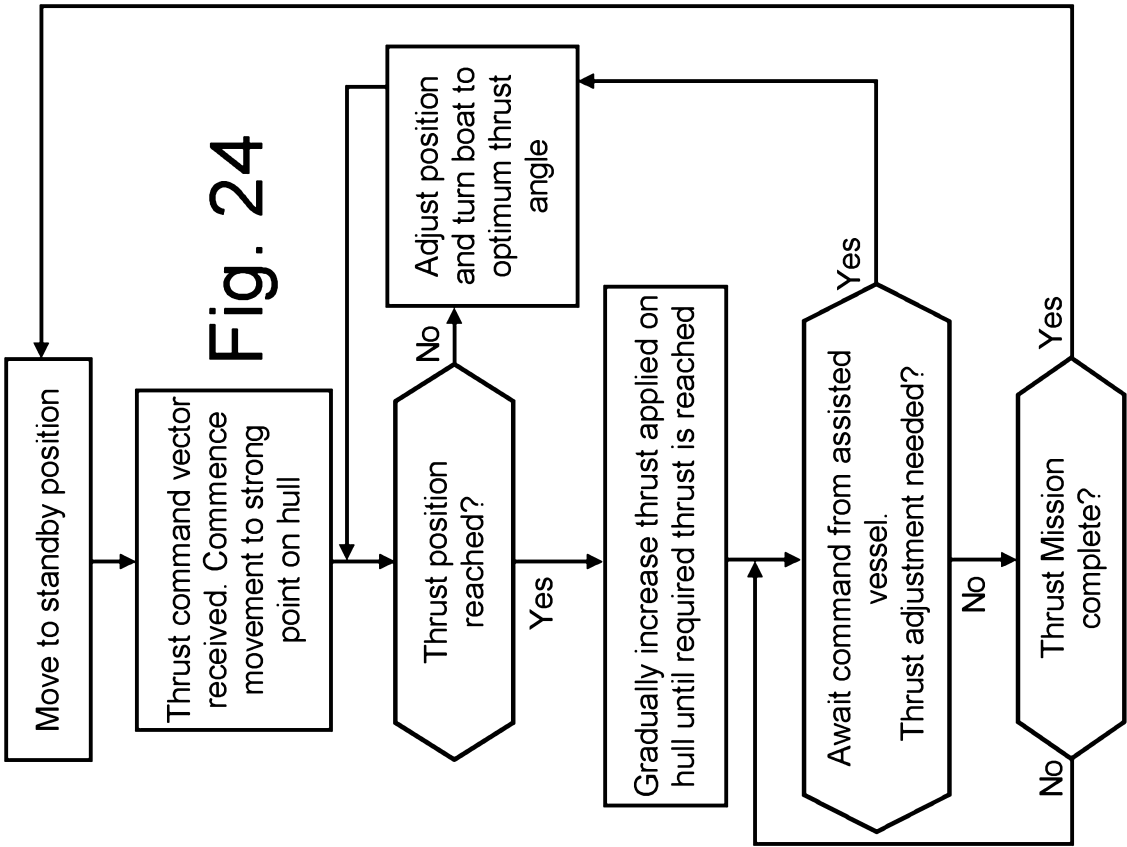 Fig. 24
Move to standby position
Thrust command vector
received. Commence
movement to strong
point on hull
Thrust position
reached?
No
Adjust position
and turn boat to
optimum thrust
angle
Yes
Gradually increase thrust applied on
hull until required thrust is reached
Await command from assisted
vessel.
Thrust adjustment needed?
Yes
No
Thrust Mission
complete?
Yes
No